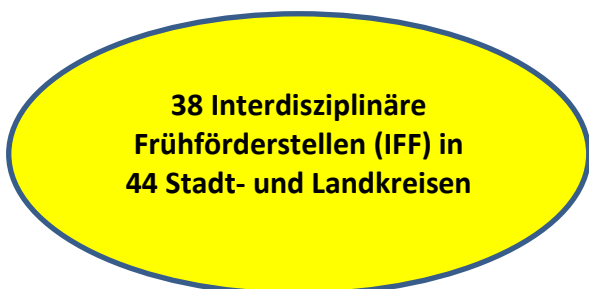 38 Interdisziplinäre
Frühförderstellen (IFF) in
44 Stadt- und Landkreisen